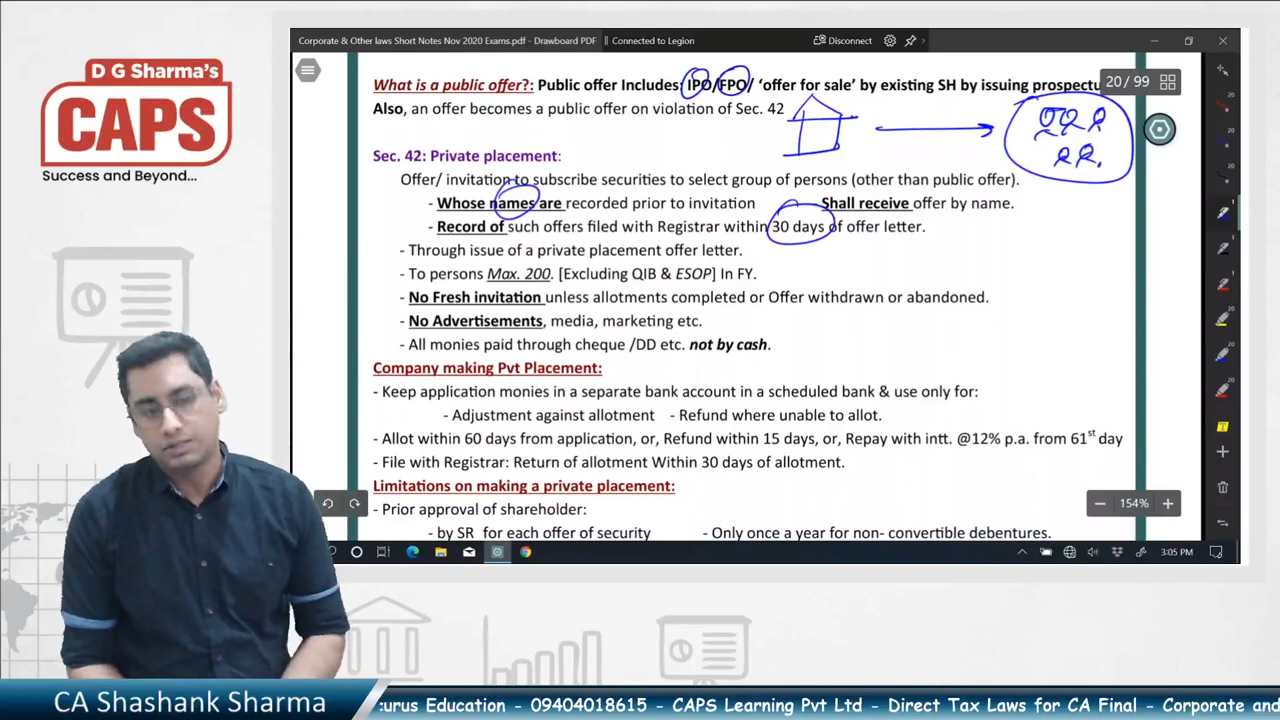 D G Sharma's
CAPS
Success and Beyond...
Corporate & Other laws Short Notes Nov 2020 Exams.pdf - Drawboard PDF
Connected to Legion
Disconnect
20 / 99
What is a public offer?: Public offer Includes: IPO/FPO/ 'offer for sale' by existing SH by issuing prospectu
Also, an offer becomes a public offer on violation of Sec. 42
Sec. 42: Private placement:
Offer/ invitation to subscribe securities to select group of persons (other than public offer).
- Whose names are recorded prior to invitation Shall receive offer by name.
- Record of such offers filed with Registrar within 30 days of offer letter.
- Through issue of a private placement offer letter.
- To persons Max. 200. [Excluding QIB & ESOP] In FY.
- No Fresh invitation unless allotments completed or Offer withdrawn or abandoned.
- No Advertisements, media, marketing etc.
- All monies paid through cheque /DD etc. not by cash.
Company making Pvt Placement:
- Keep application monies in a separate bank account in a scheduled bank & use only for:
- Adjustment against allotment - Refund where unable to allot.
- Allot within 60 days from application, or, Refund within 15 days, or, Repay with intt. @12% p.a. from 61st day
- File with Registrar: Return of allotment Within 30 days of allotment.
Limitations on making a private placement:
- Prior approval of shareholder:
- by SR for each offer of security - Only once a year for non- convertible debentures.
154%
3:05 PM
CA Shashank Sharma
curus Education - 09404018615 - CAPS Learning Pvt Ltd - Direct Tax Laws for CA Final - Corporate and